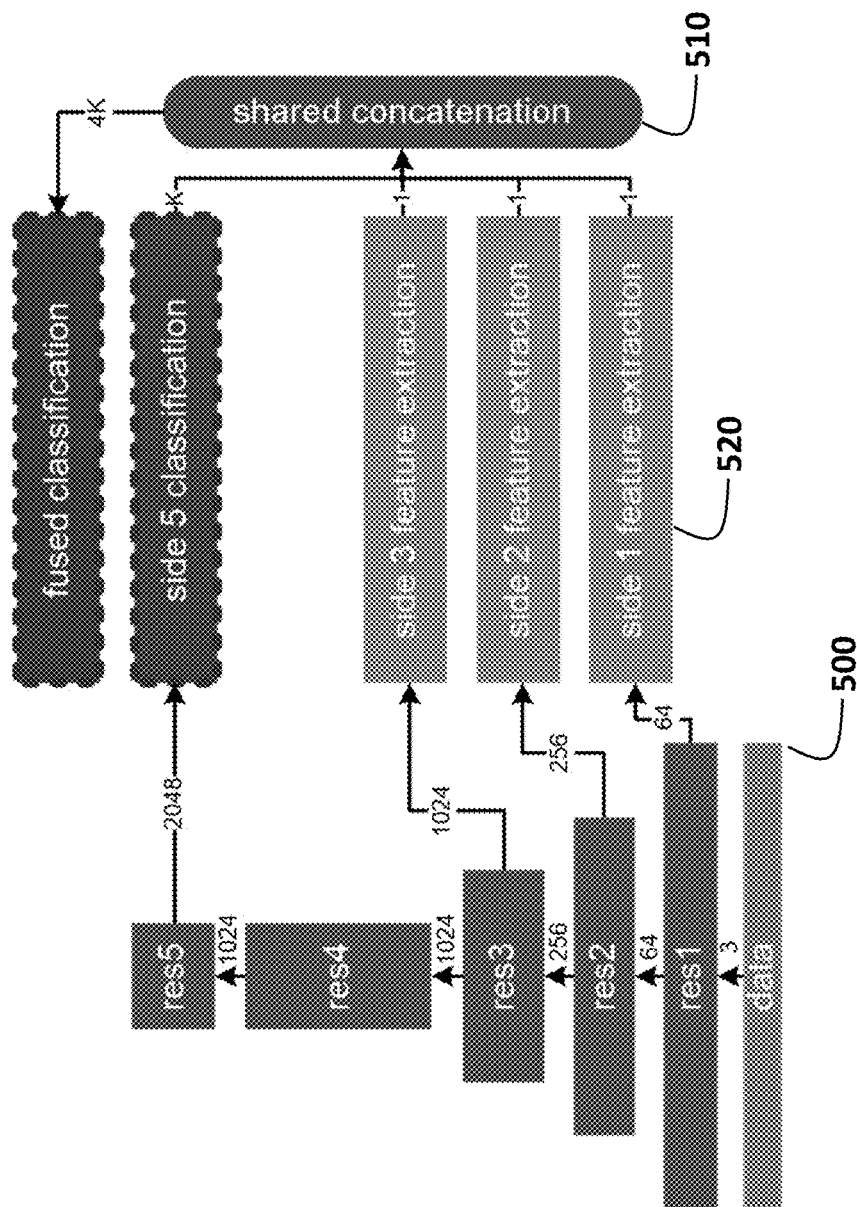 fused classification
4K
side 5 classification
K
shared concatenation
510
side 3 feature extraction
1
side 2 feature extraction
1
side 1 feature extraction
1
520
2048
1024
256
64
res5
1024
res4
1024
res3
256
res2
64
res1
3
data
500